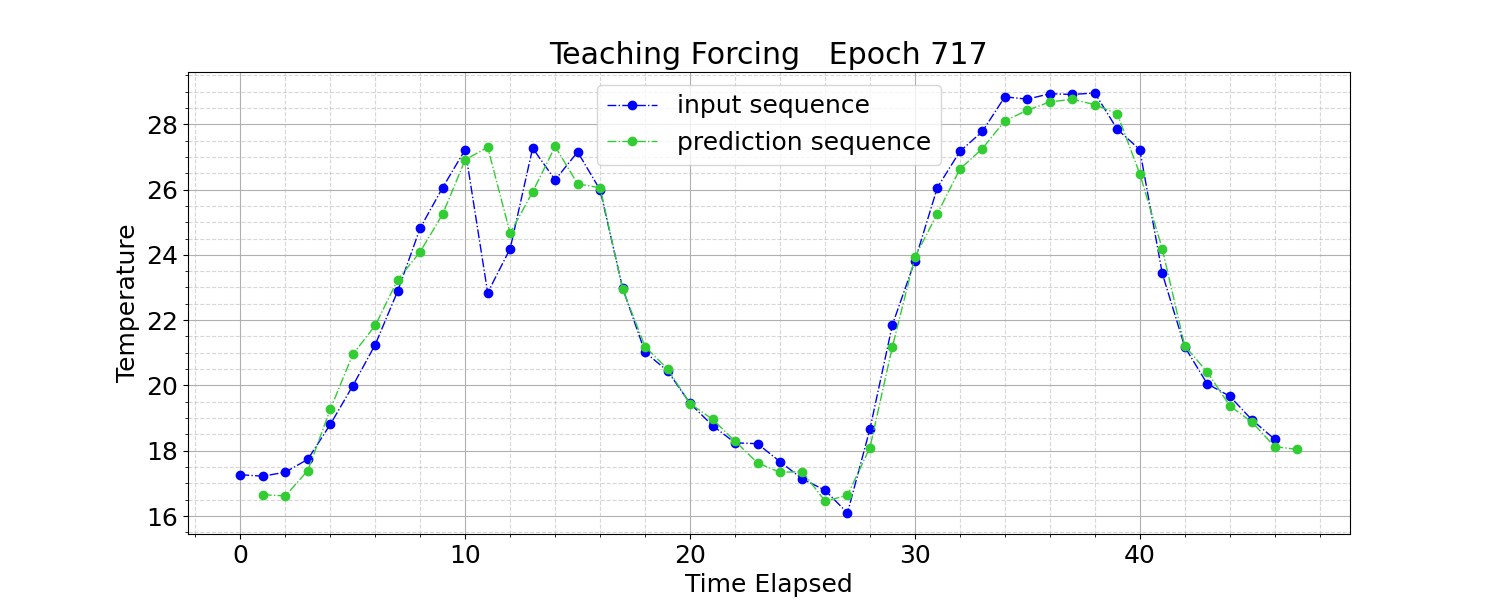 Teaching Forcing   Epoch 717
input sequence
prediction sequence
28
26
24
22
20
18
16
Temperature
0 10 20 30 40
Time Elapsed